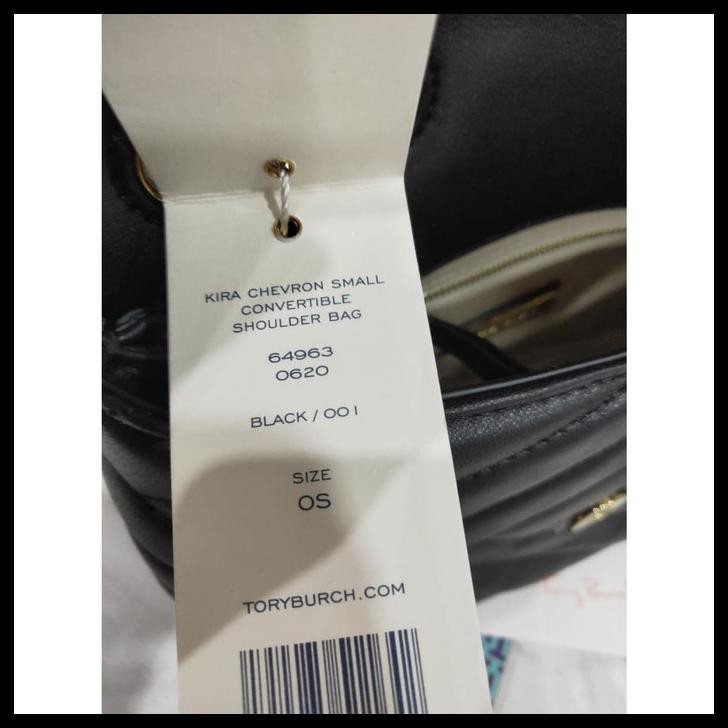 KIRA CHEVRON SMALL
CONVERTIBLE
SHOULDER BAG
64963
0620
BLACK / 001
SIZE
OS
TORYBURCH.COM